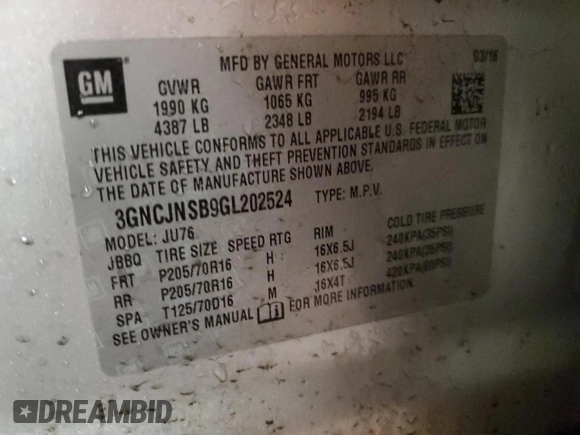 MFD BY GENERAL MOTORS LLC 03/16
GM
GVWR GAWR FRT GAWR RR
1990 KG 1065 KG 995 KG
4387 LB 2348 LB 2194 LB
THIS VEHICLE CONFORMS TO ALL APPLICABLE U.S. FEDERAL MOTOR
VEHICLE SAFETY AND THEFT PREVENTION STANDARDS IN EFFECT ON
THE DATE OF MANUFACTURE SHOWN ABOVE.
3GNCJNSB9GL202524 TYPE: M.P.V.
MODEL: JU76
JBBQ TIRE SIZE SPEED RTG RIM COLD TIRE PRESSURE
FRT P205/70R16 H 16X6.5J 240KPA(35PSI)
RR P205/70R16 H 16X6.5J 240KPA(35PSI)
SPA T125/70D16 M 16X4T 420KPA(60PSI)
SEE OWNER'S MANUAL FOR MORE INFORMATION.
DREAMBID